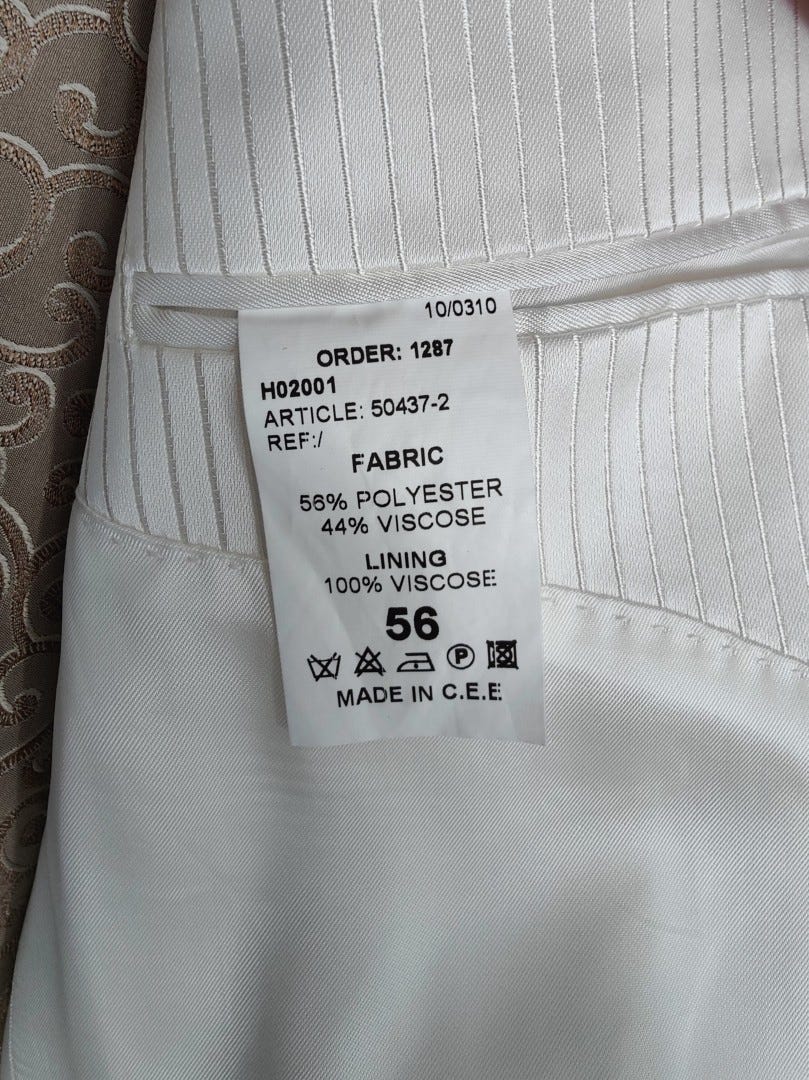 10/0310
ORDER: 1287
H02001
ARTICLE: 50437-2
REF:/
FABRIC
56% POLYESTER
44% VISCOSE
LINING
100% VISCOSE
56
P
MADE IN C.E.E